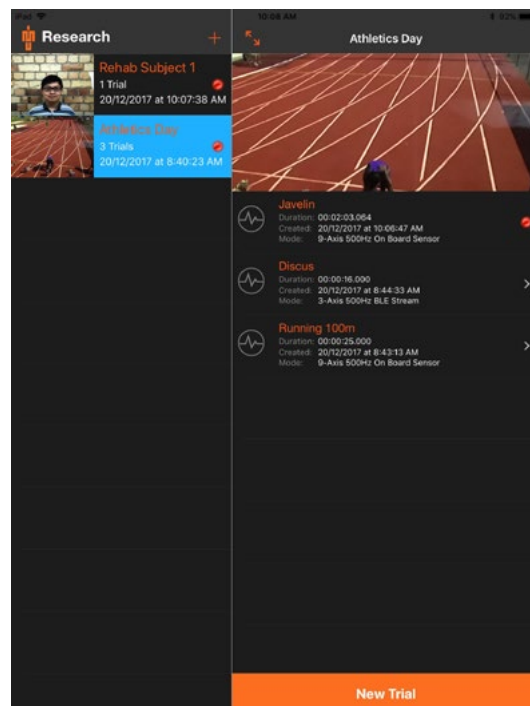 iPad
10:08 AM
92%
Research
+
Athletics Day
Rehab Subject 1
1 Trial
20/12/2017 at 10:07:38 AM
Athletics Day
3 Trials
20/12/2017 at 8:40:23 AM
Javelin
Duration: 00:02:03.064
Created: 20/12/2017 at 10:06:47 AM
Mode: 9-Axis 500Hz On Board Sensor
Discus
Duration: 00:00:16.000
Created: 20/12/2017 at 8:44:33 AM
Mode: 3-Axis 500Hz BLE Stream
Running 100m
Duration: 00:00:25.000
Created: 20/12/2017 at 8:43:13 AM
Mode: 9-Axis 500Hz On Board Sensor
New Trial